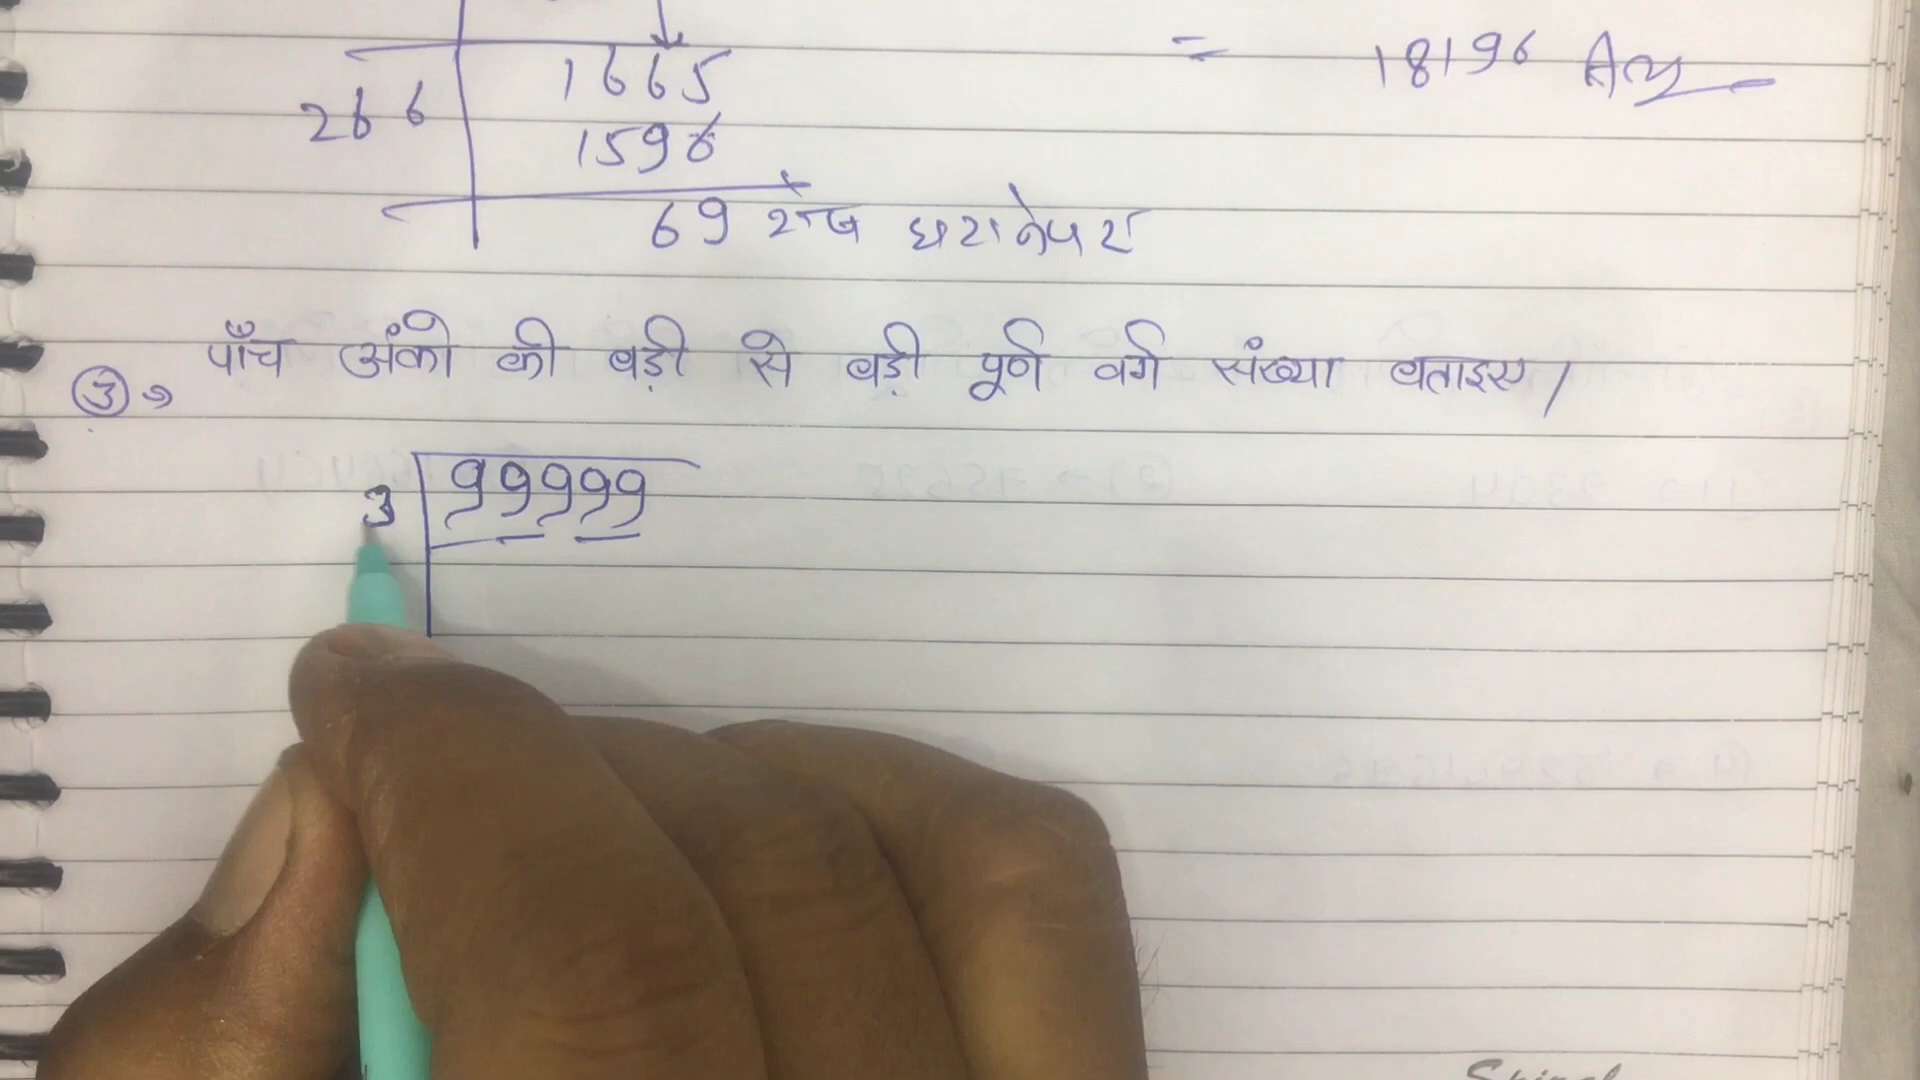 1665
= 18196 Ans
266
1596
69 शेष घटाने पर
पाँच अंको की बड़ी से बड़ी पूर्ण वर्ग संख्या बताइए /
③→
3
99999